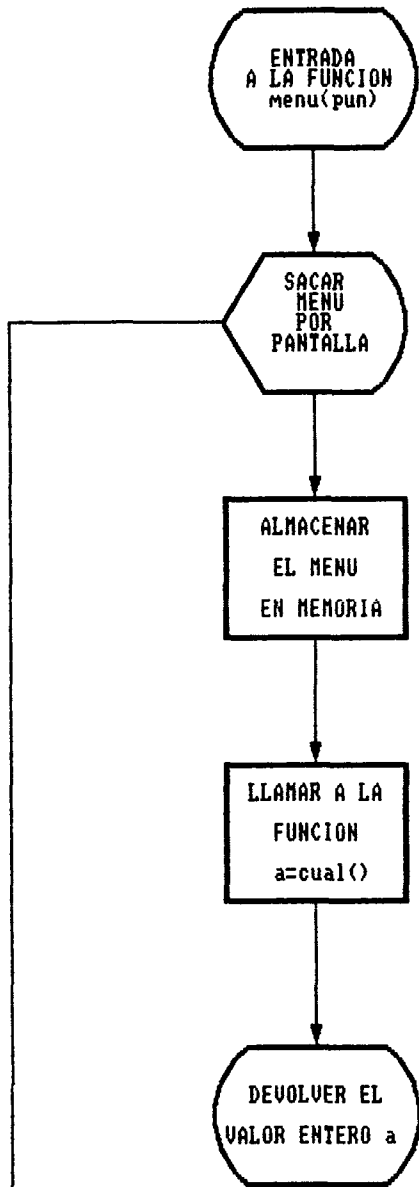 ENTRADA
A LA FUNCION
menu(pun)
SACAR
MENU
POR
PANTALLA
ALMACENAR
EL MENU
EN MEMORIA
LLAMAR A LA
FUNCION
a=cual()
DEVOLVER EL
VALOR ENTERO a